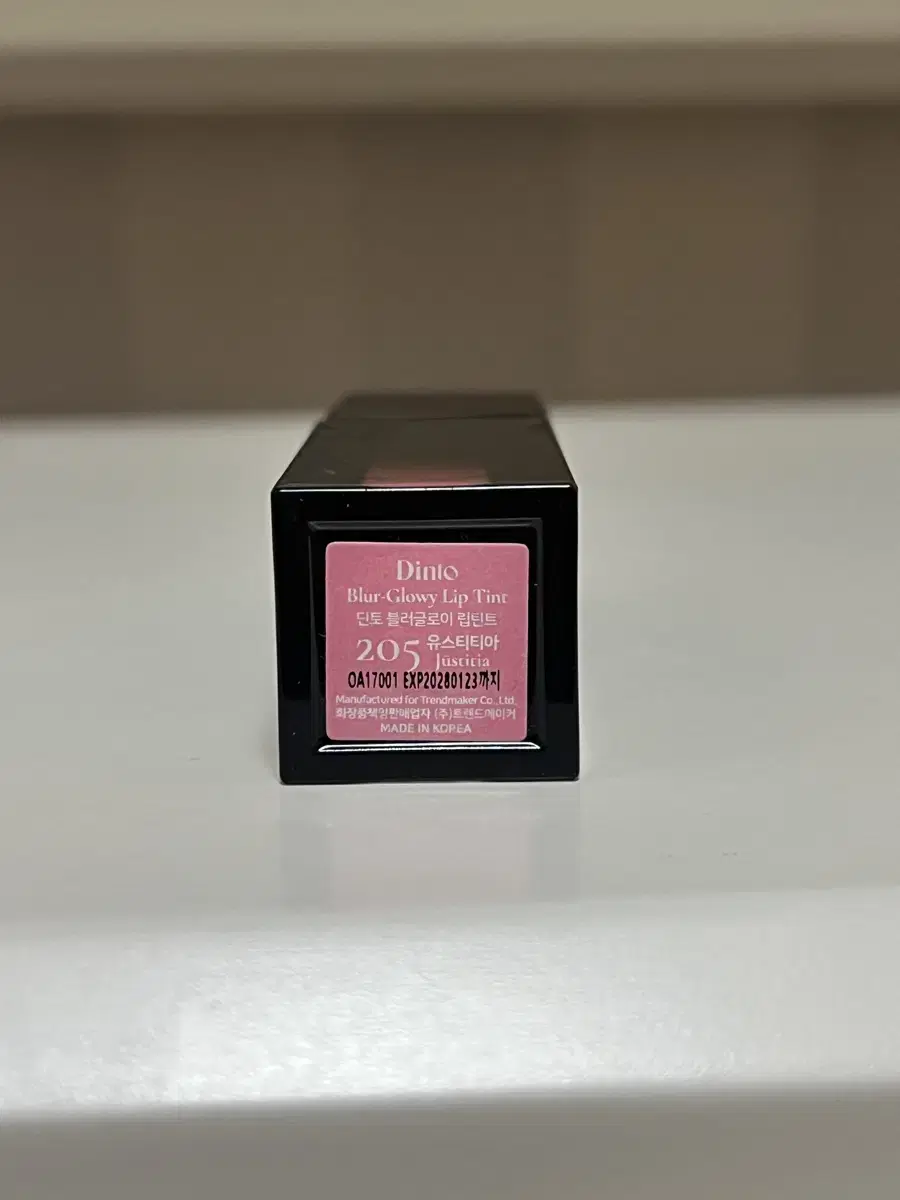 Dinto
Blur-Glowy Lip Tint
딘토 블러글로이 립틴트
205 유스티티아
Jūstitia
OA17001 EXP20280123까지
Manufactured for Trendmaker Co.,Ltd.
화장품책임판매업자 (주)트렌드메이커
MADE IN KOREA